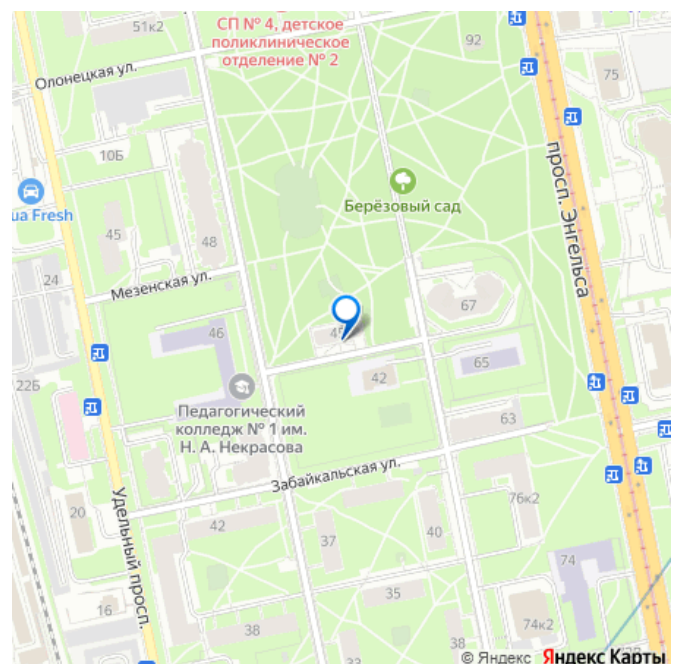 51к2
СП № 4, детское
поликлиническое
отделение № 2
92
75
Олонецкая ул.
10Б
Берёзовый сад
просп. Энгельса
ua Fresh
45
48
24
Мезенская ул.
67
46
22Б
42
65
Педагогический
колледж № 1 им.
Н. А. Некрасова
63
Забайкальская ул.
Удельный просп.
20
42
37
40
76к2
74
35
16
38
38
74к2
© Яндекс Яндекс Карты